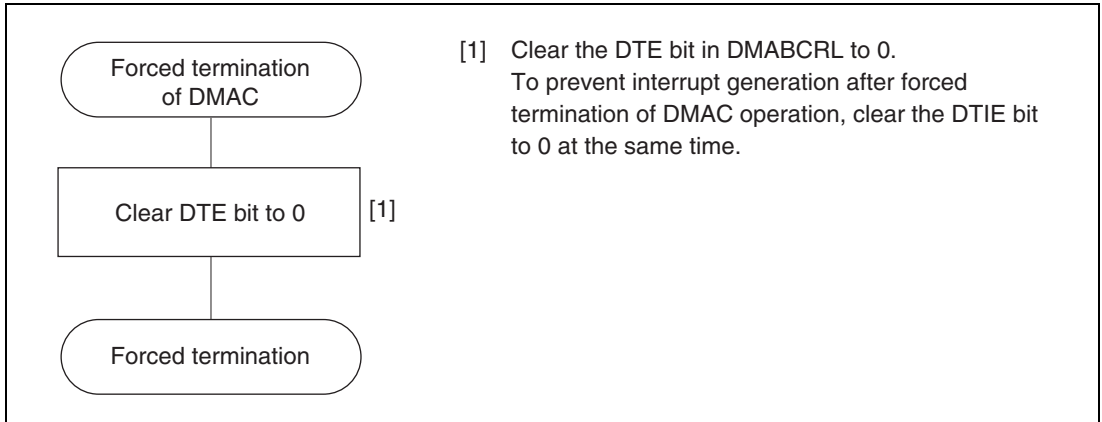 Forced termination
of DMAC
Clear DTE bit to 0
[1]
Forced termination
[1] Clear the DTE bit in DMABCRL to 0.
To prevent interrupt generation after forced
termination of DMAC operation, clear the DTIE bit
to 0 at the same time.